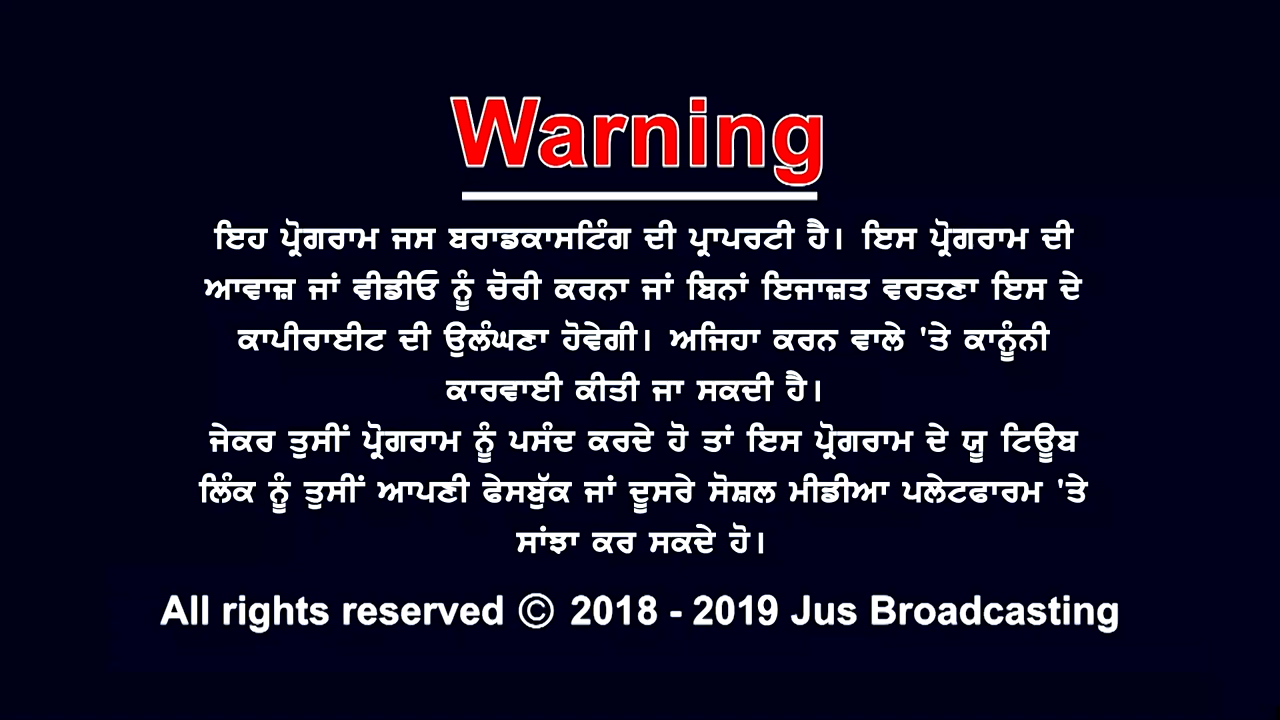 Warning
ਇਹ ਪ੍ਰੋਗਰਾਮ ਜਸ ਬਰਾਡਕਾਸਟਿੰਗ ਦੀ ਪ੍ਰਾਪਰਟੀ ਹੈ। ਇਸ ਪ੍ਰੋਗਰਾਮ ਦੀ
ਆਵਾਜ਼ ਜਾਂ ਵੀਡੀਓ ਨੂੰ ਚੋਰੀ ਕਰਨਾ ਜਾਂ ਬਿਨਾਂ ਇਜਾਜ਼ਤ ਵਰਤਣਾ ਇਸ ਦੇ
ਕਾਪੀਰਾਈਟ ਦੀ ਉਲੰਘਣਾ ਹੋਵੇਗੀ। ਅਜਿਹਾ ਕਰਨ ਵਾਲੇ 'ਤੇ ਕਾਨੂੰਨੀ
ਕਾਰਵਾਈ ਕੀਤੀ ਜਾ ਸਕਦੀ ਹੈ।
ਜੇਕਰ ਤੁਸੀਂ ਪ੍ਰੋਗਰਾਮ ਨੂੰ ਪਸੰਦ ਕਰਦੇ ਹੋ ਤਾਂ ਇਸ ਪ੍ਰੋਗਰਾਮ ਦੇ ਯੂ ਟਿਊਬ
ਲਿੰਕ ਨੂੰ ਤੁਸੀਂ ਆਪਣੀ ਫੇਸਬੁੱਕ ਜਾਂ ਦੂਸਰੇ ਸੋਸ਼ਲ ਮੀਡੀਆ ਪਲੇਟਫਾਰਮ 'ਤੇ
ਸਾਂਝਾ ਕਰ ਸਕਦੇ ਹੋ।
All rights reserved © 2018 - 2019 Jus Broadcasting